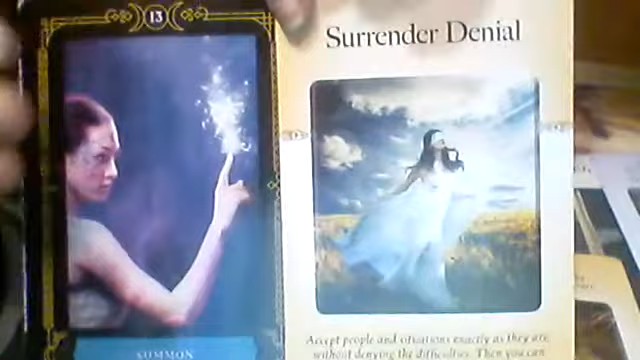 13
SUMMON
Surrender Denial
Accept people and situations exactly as they are,
without denying the difficulties. Then you can